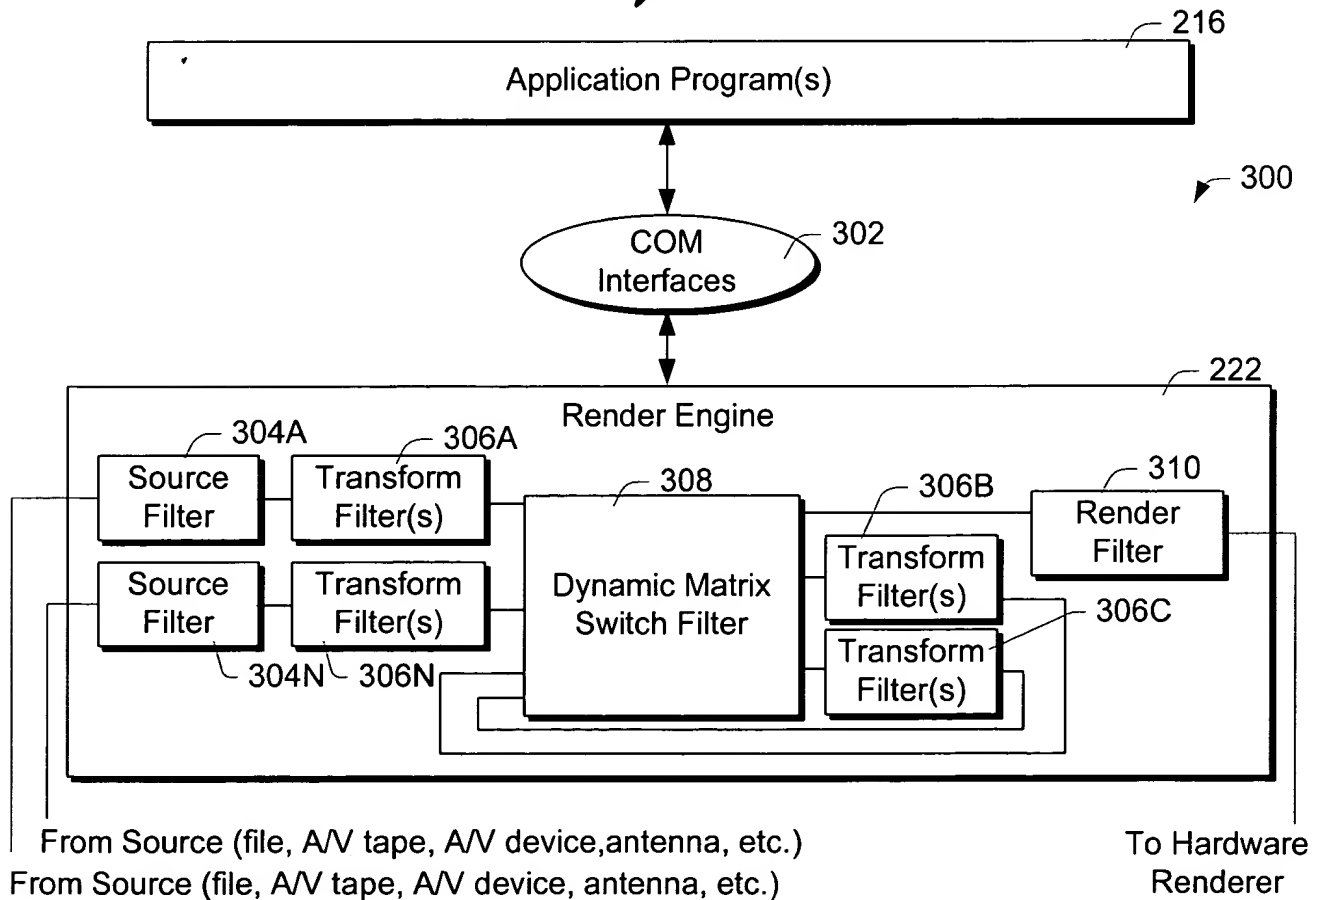 216
Application Program(s)
300
COM
Interfaces
302
222
Render Engine
304A
306A
Source
Filter
Transform
Filter(s)
308
306B
310
Render
Filter
Source
Filter
Transform
Filter(s)
Dynamic Matrix
Switch Filter
Transform
Filter(s)
306C
Transform
Filter(s)
304N
306N
From Source (file, A/V tape, A/V device,antenna, etc.)
From Source (file, A/V tape, A/V device, antenna, etc.)
To Hardware
Renderer